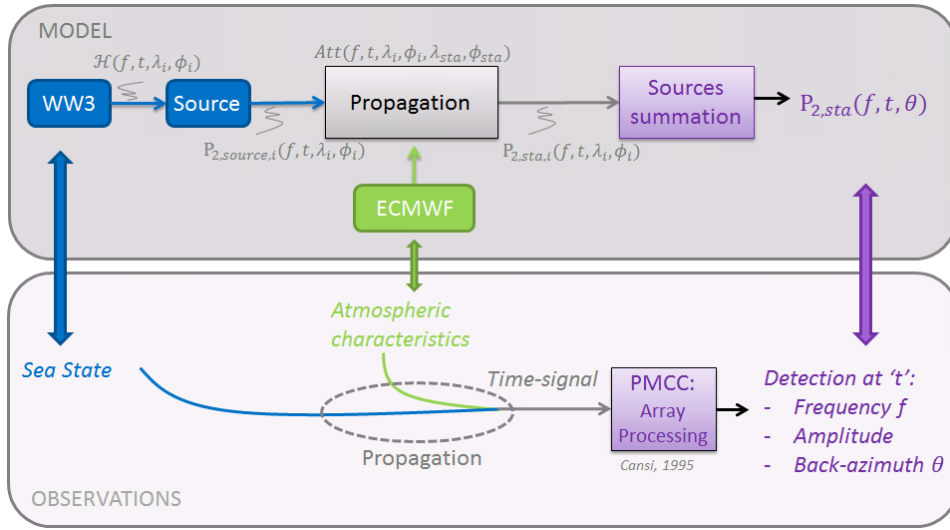 MODEL
ℋ(f, t, λᵢ, ϕᵢ)
Att(f, t, λᵢ, ϕᵢ, λₛₜₐ, ϕₛₜₐ)
WW3
Source
Propagation
Sources
summation
P₂,ₛₜₐ(f, t, θ)
P₂,ₛₒᵤᵣ𝒸ₑ,ᵢ(f, t, λᵢ, ϕᵢ)
P₂,ₛₜₐ,ᵢ(f, t, λᵢ, ϕᵢ)
ECMWF
Atmospheric
characteristics
Sea State
Time-signal
PMCC:
Array
Processing
Cansi, 1995
Detection at ‘t’:
- Frequency f
- Amplitude
- Back-azimuth θ
Propagation
OBSERVATIONS